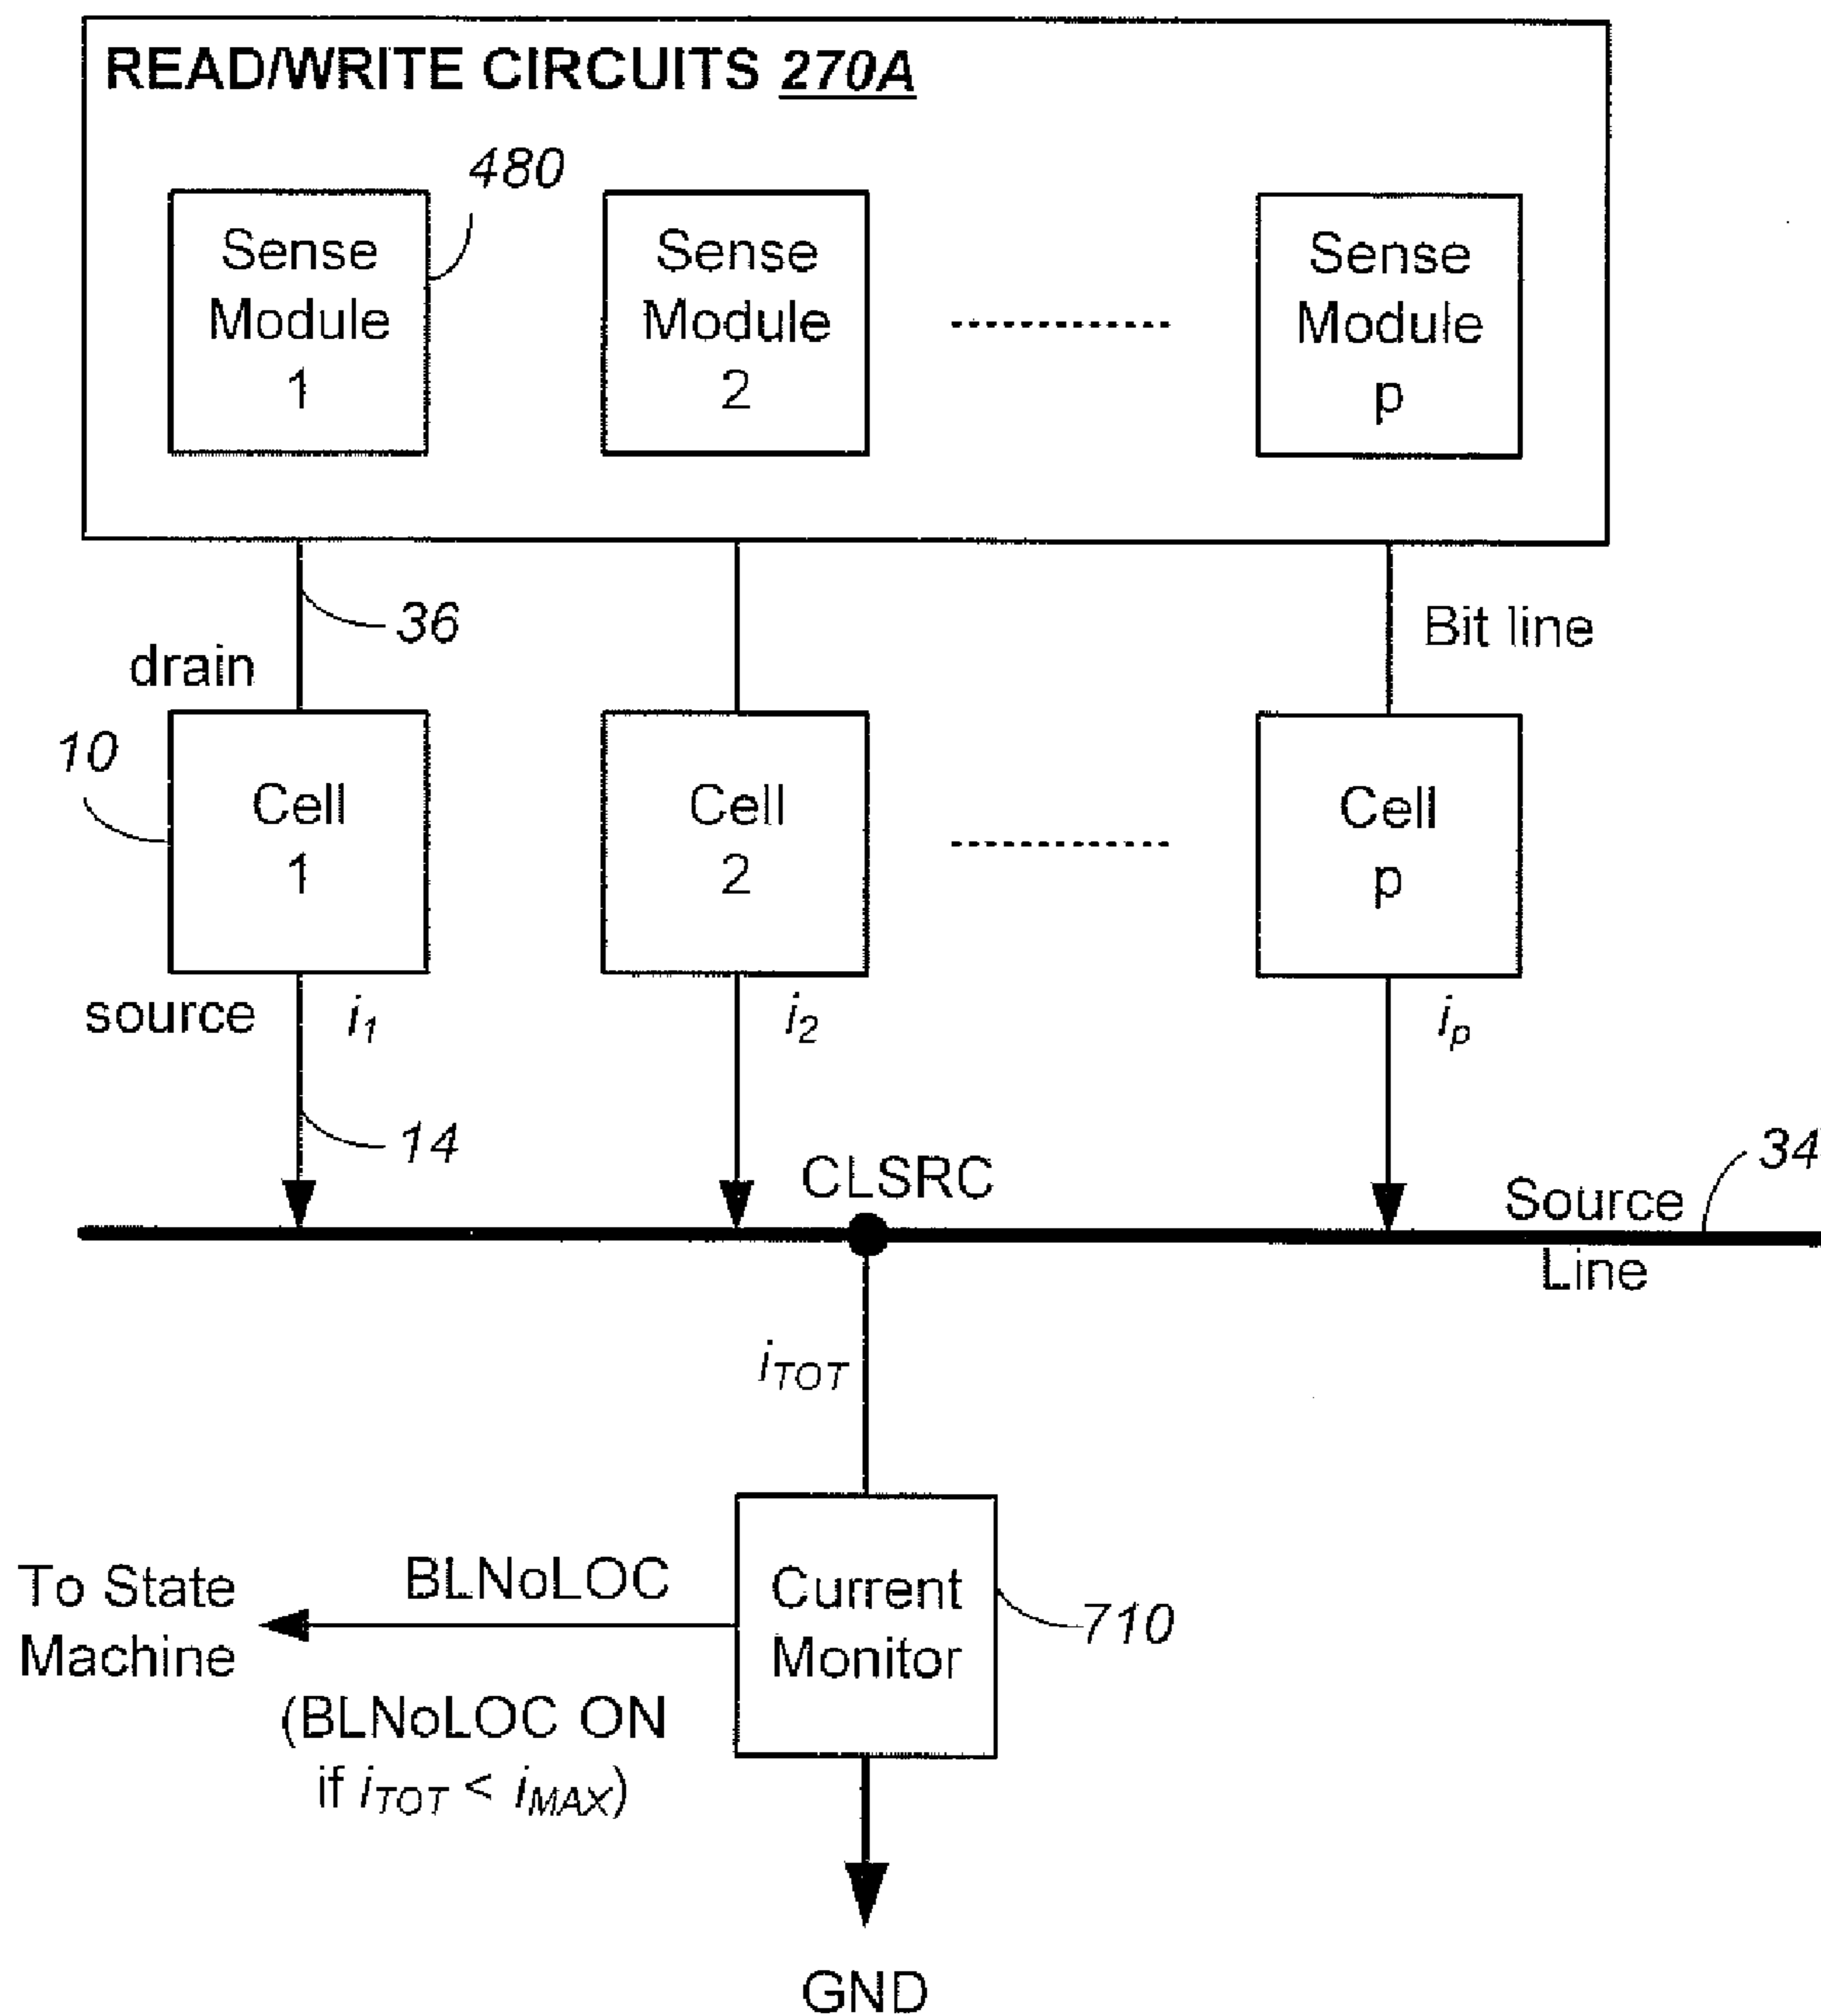 READ/WRITE CIRCUITS 270A
480
Sense
Module
1
Sense
Module
2
Sense
Module
p
36
drain
Bit line
10
Cell
1
Cell
2
Cell
p
source
i1
i2
ip
14
CLSRC
Source
Line
34
iTOT
To State
Machine
BLNoLOC
(BLNoLOC ON
if iTOT < iMAX)
Current
Monitor
710
GND